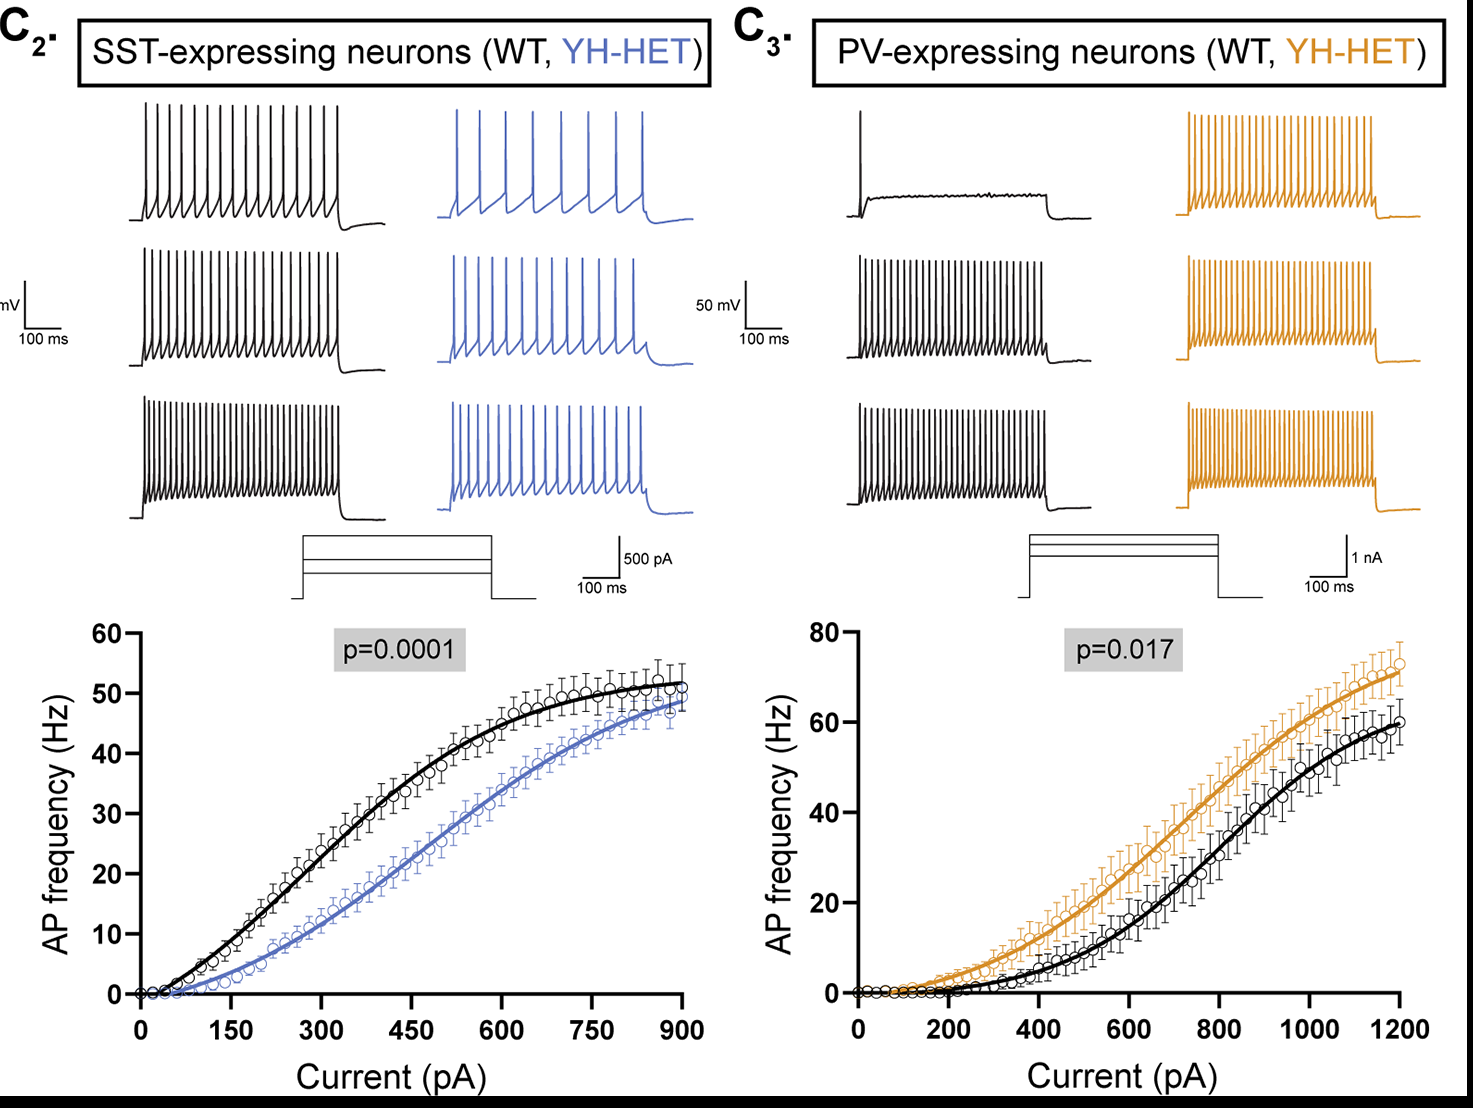 C2.
SST-expressing neurons (WT, YH-HET)
mV
100 ms
500 pA
100 ms
p=0.0001
60
50
40
30
20
10
0
AP frequency (Hz)
0 150 300 450 600 750 900
Current (pA)
C3.
PV-expressing neurons (WT, YH-HET)
50 mV
100 ms
1 nA
100 ms
p=0.017
80
60
40
20
0
AP frequency (Hz)
0 200 400 600 800 1000 1200
Current (pA)